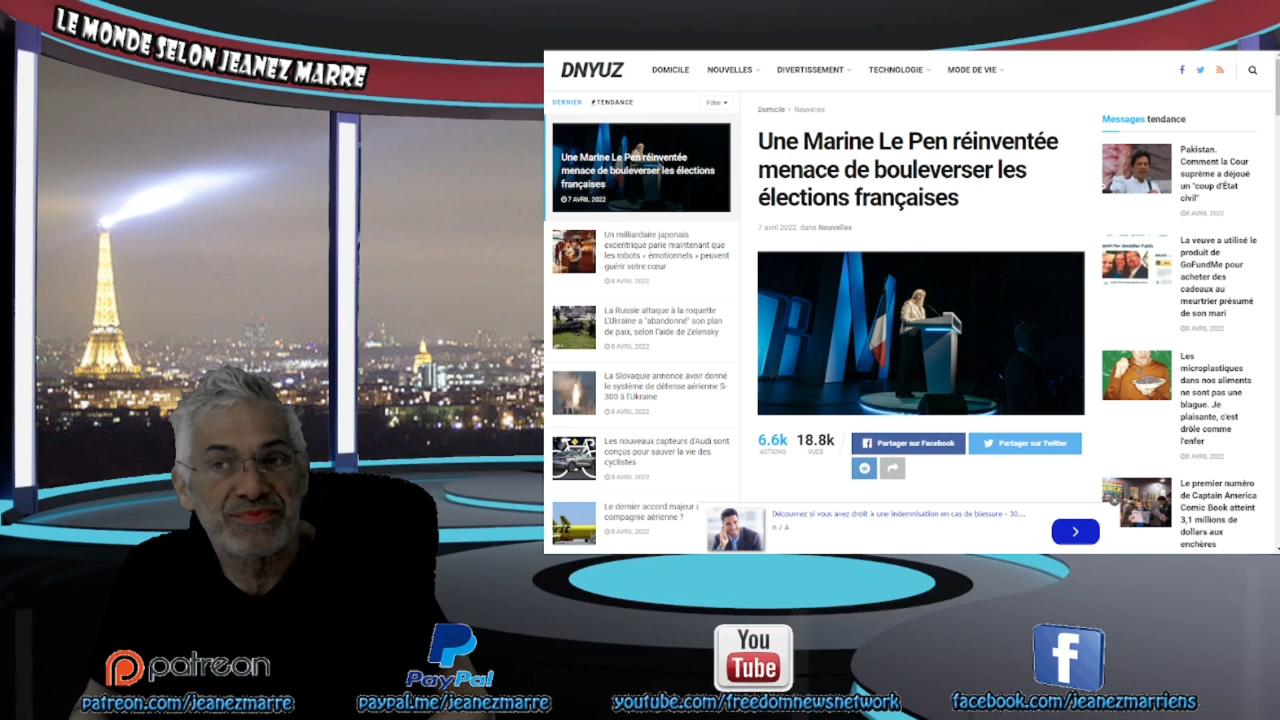 LE MONDE SELON JEANEZ MARRE
DNYUZ
DOMICILE
NOUVELLES
DIVERTISSEMENT
TECHNOLOGIE
MODE DE VIE
DERNIER
TENDANCE
Filtre
Une Marine Le Pen réinventée
menace de bouleverser les élections
françaises
7 AVRIL 2022
Un milliardaire japonais
excentrique parie maintenant que
les robots « émotionnels » peuvent
guérir votre cœur
8 AVRIL 2022
La Russie attaque à la roquette
L'Ukraine a "abandonné" son plan
de paix, selon l'aide de Zelensky
8 AVRIL 2022
La Slovaquie annonce avoir donné
le système de défense aérienne S-
300 à l'Ukraine
8 AVRIL 2022
Les nouveaux capteurs d'Audi sont
conçus pour sauver la vie des
cyclistes
8 AVRIL 2022
Le dernier accord majeur
compagnie aérienne ?
8 AVRIL 2022
Domicile > Nouvelles
Une Marine Le Pen réinventée
menace de bouleverser les
élections françaises
7 avril 2022 dans Nouvelles
6.6k
ACTIONS
18.8k
VUES
Partager sur Facebook
Partager sur Twitter
Messages tendance
Pakistan.
Comment la Cour
suprême a déjoué
un "coup d'État
civil"
8 AVRIL 2022
La veuve a utilisé le
produit de
GoFundMe pour
acheter des
cadeaux au
meurtrier présumé
de son mari
8 AVRIL 2022
Les
microplastiques
dans nos aliments
ne sont pas une
blague. Je
plaisante, c'est
drôle comme
l'enfer
8 AVRIL 2022
Le premier numéro
de Captain America
Comic Book atteint
3,1 millions de
dollars aux
enchères
Découvrez si vous avez droit à une indemnisation en cas de blessure - 30...
n / A
patreon
patreon.com/jeanezmarre
PayPal
paypal.me/jeanezmarre
You
Tube
youtube.com/freedomnewsnetwork
f
facebook.com/jeanezmarriens